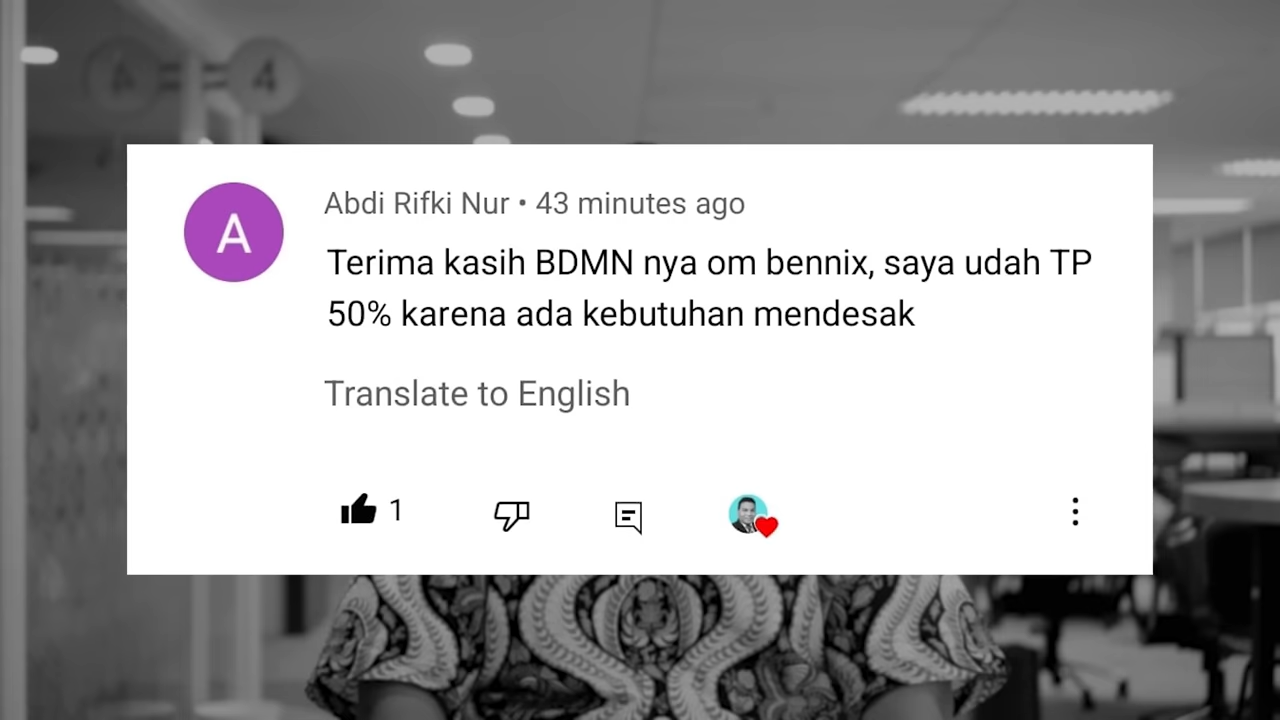 A
Abdi Rifki Nur • 43 minutes ago
Terima kasih BDMN nya om bennix, saya udah TP
50% karena ada kebutuhan mendesak
Translate to English
1